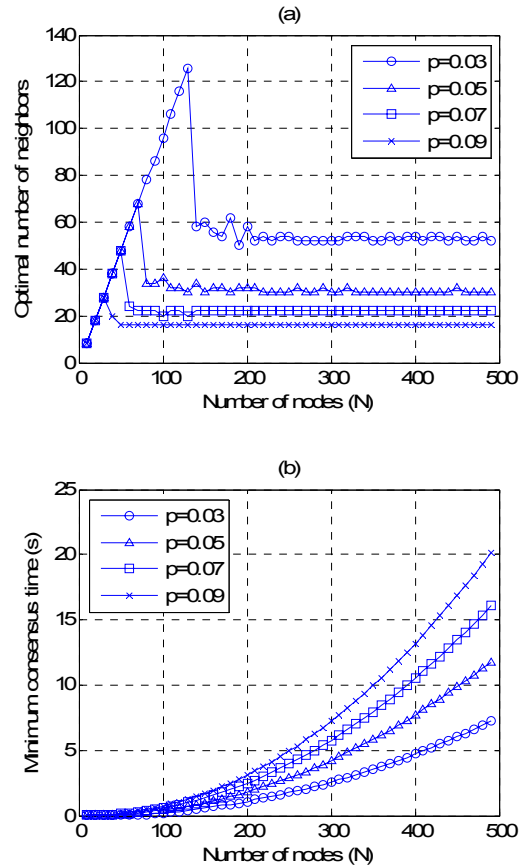 (a)
140
120
100
80
60
40
20
0
Optimal number of neighbors
p=0.03
p=0.05
p=0.07
p=0.09
0 100 200 300 400 500
Number of nodes (N)
(b)
25
20
15
10
5
0
Minimum consensus time (s)
p=0.03
p=0.05
p=0.07
p=0.09
0 100 200 300 400 500
Number of nodes (N)